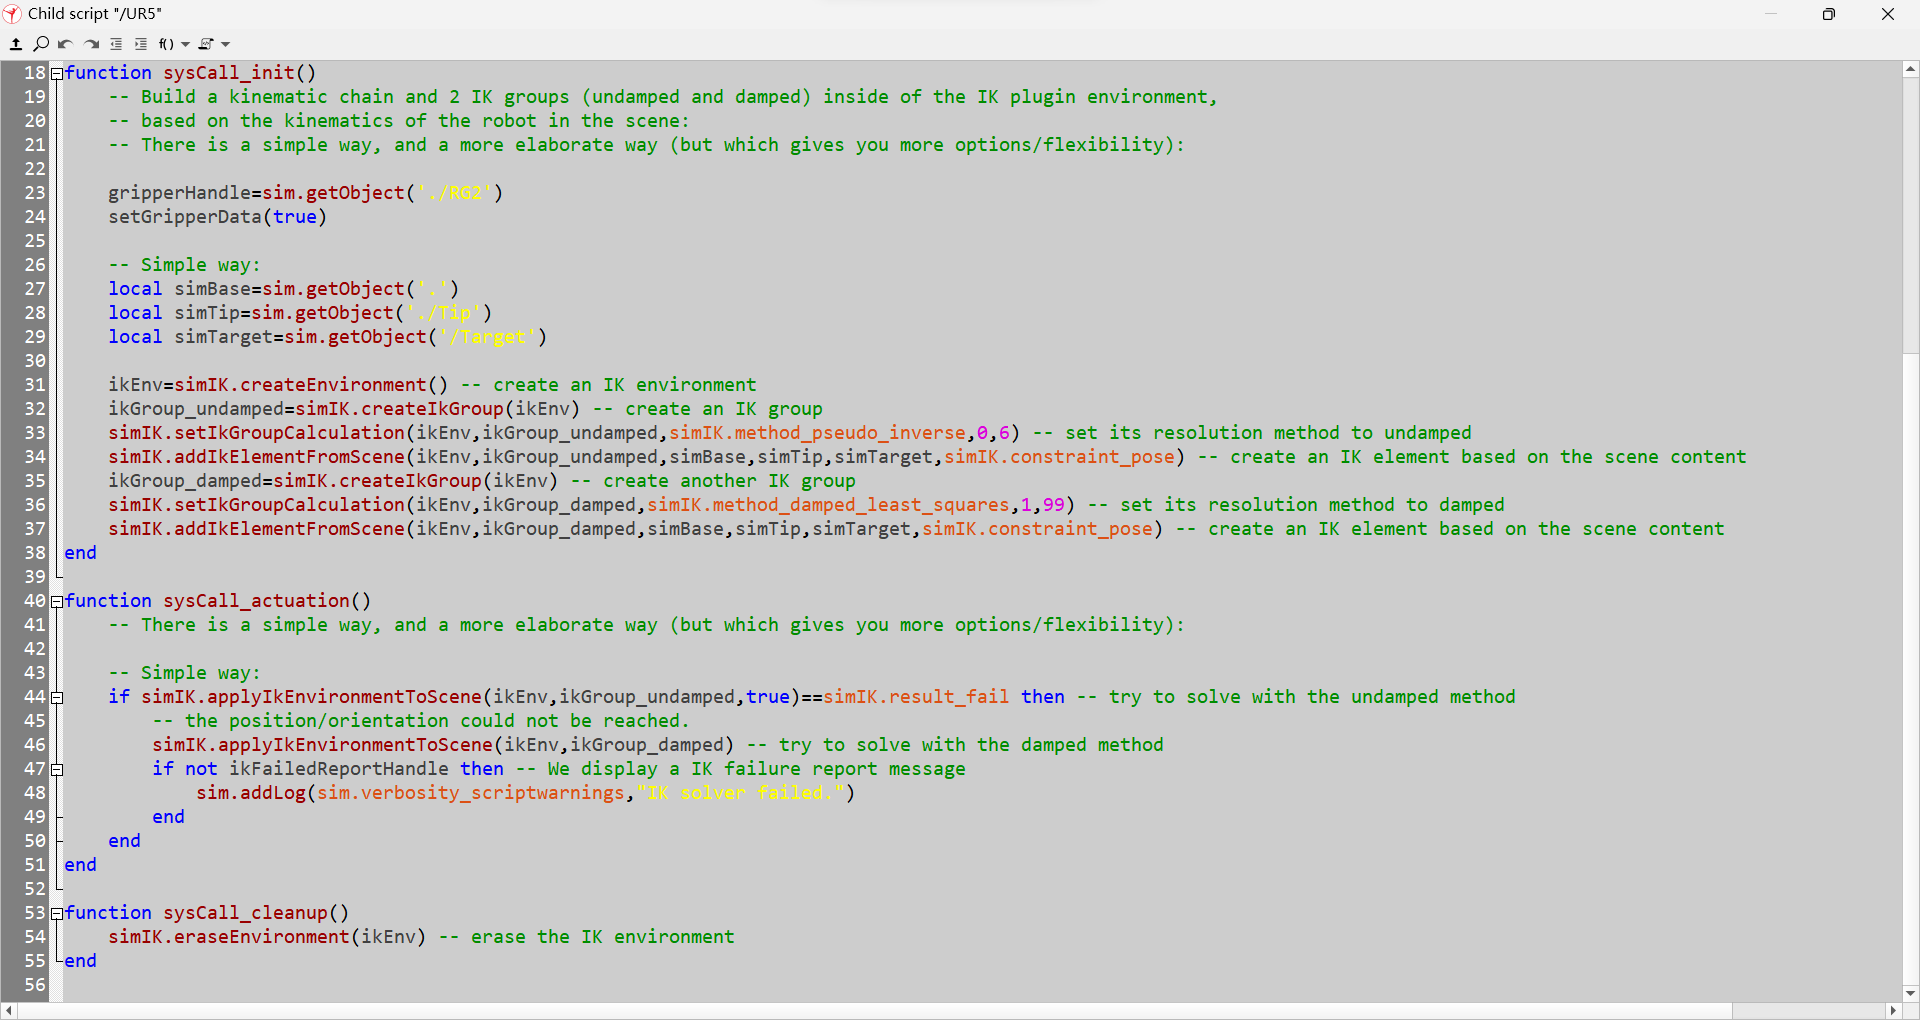 Child script "/UR5"
f()
18 function sysCall_init()
19 -- Build a kinematic chain and 2 IK groups (undamped and damped) inside of the IK plugin environment,
20 -- based on the kinematics of the robot in the scene:
21 -- There is a simple way, and a more elaborate way (but which gives you more options/flexibility):
22
23 gripperHandle=sim.getObject('./RG2')
24 setGripperData(true)
25
26 -- Simple way:
27 local simBase=sim.getObject('.')
28 local simTip=sim.getObject('./Tip')
29 local simTarget=sim.getObject('/Target')
30
31 ikEnv=simIK.createEnvironment() -- create an IK environment
32 ikGroup_undamped=simIK.createIkGroup(ikEnv) -- create an IK group
33 simIK.setIkGroupCalculation(ikEnv,ikGroup_undamped,simIK.method_pseudo_inverse,0,6) -- set its resolution method to undamped
34 simIK.addIkElementFromScene(ikEnv,ikGroup_undamped,simBase,simTip,simTarget,simIK.constraint_pose) -- create an IK element based on the scene content
35 ikGroup_damped=simIK.createIkGroup(ikEnv) -- create another IK group
36 simIK.setIkGroupCalculation(ikEnv,ikGroup_damped,simIK.method_damped_least_squares,1,99) -- set its resolution method to damped
37 simIK.addIkElementFromScene(ikEnv,ikGroup_damped,simBase,simTip,simTarget,simIK.constraint_pose) -- create an IK element based on the scene content
38 end
39
40 function sysCall_actuation()
41 -- There is a simple way, and a more elaborate way (but which gives you more options/flexibility):
42
43 -- Simple way:
44 if simIK.applyIkEnvironmentToScene(ikEnv,ikGroup_undamped,true)==simIK.result_fail then -- try to solve with the undamped method
45 -- the position/orientation could not be reached.
46 simIK.applyIkEnvironmentToScene(ikEnv,ikGroup_damped) -- try to solve with the damped method
47 if not ikFailedReportHandle then -- We display a IK failure report message
48 sim.addLog(sim.verbosity_scriptwarnings,"IK solver failed.")
49 end
50 end
51 end
52
53 function sysCall_cleanup()
54 simIK.eraseEnvironment(ikEnv) -- erase the IK environment
55 end
56